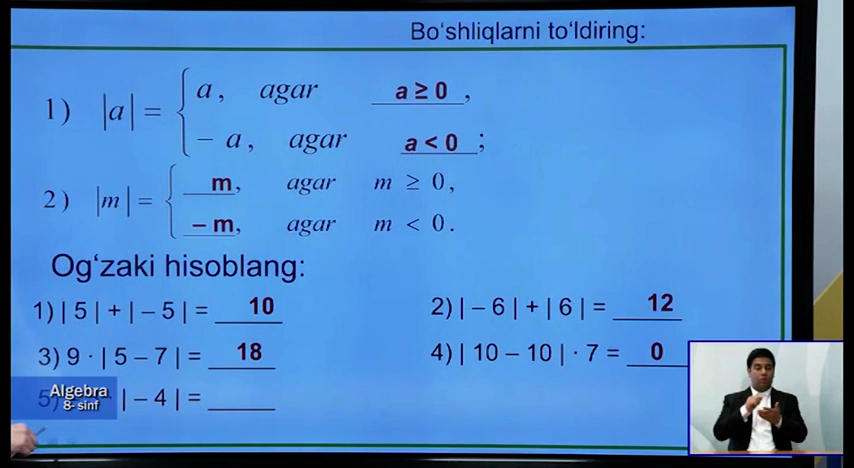 Bo‘shliqlarni to‘ldiring:
1) |a| = { a, agar a ≥ 0,
– a, agar a < 0;
2) |m| = { m, agar m ≥ 0,
– m, agar m < 0.
Og‘zaki hisoblang:
1) | 5 | + | – 5 | = 10
2) | – 6 | + | 6 | = 12
3) 9 · | 5 – 7 | = 18
4) | 10 – 10 | · 7 = 0
5) | – 4 | = ____
Algebra
8- sinf